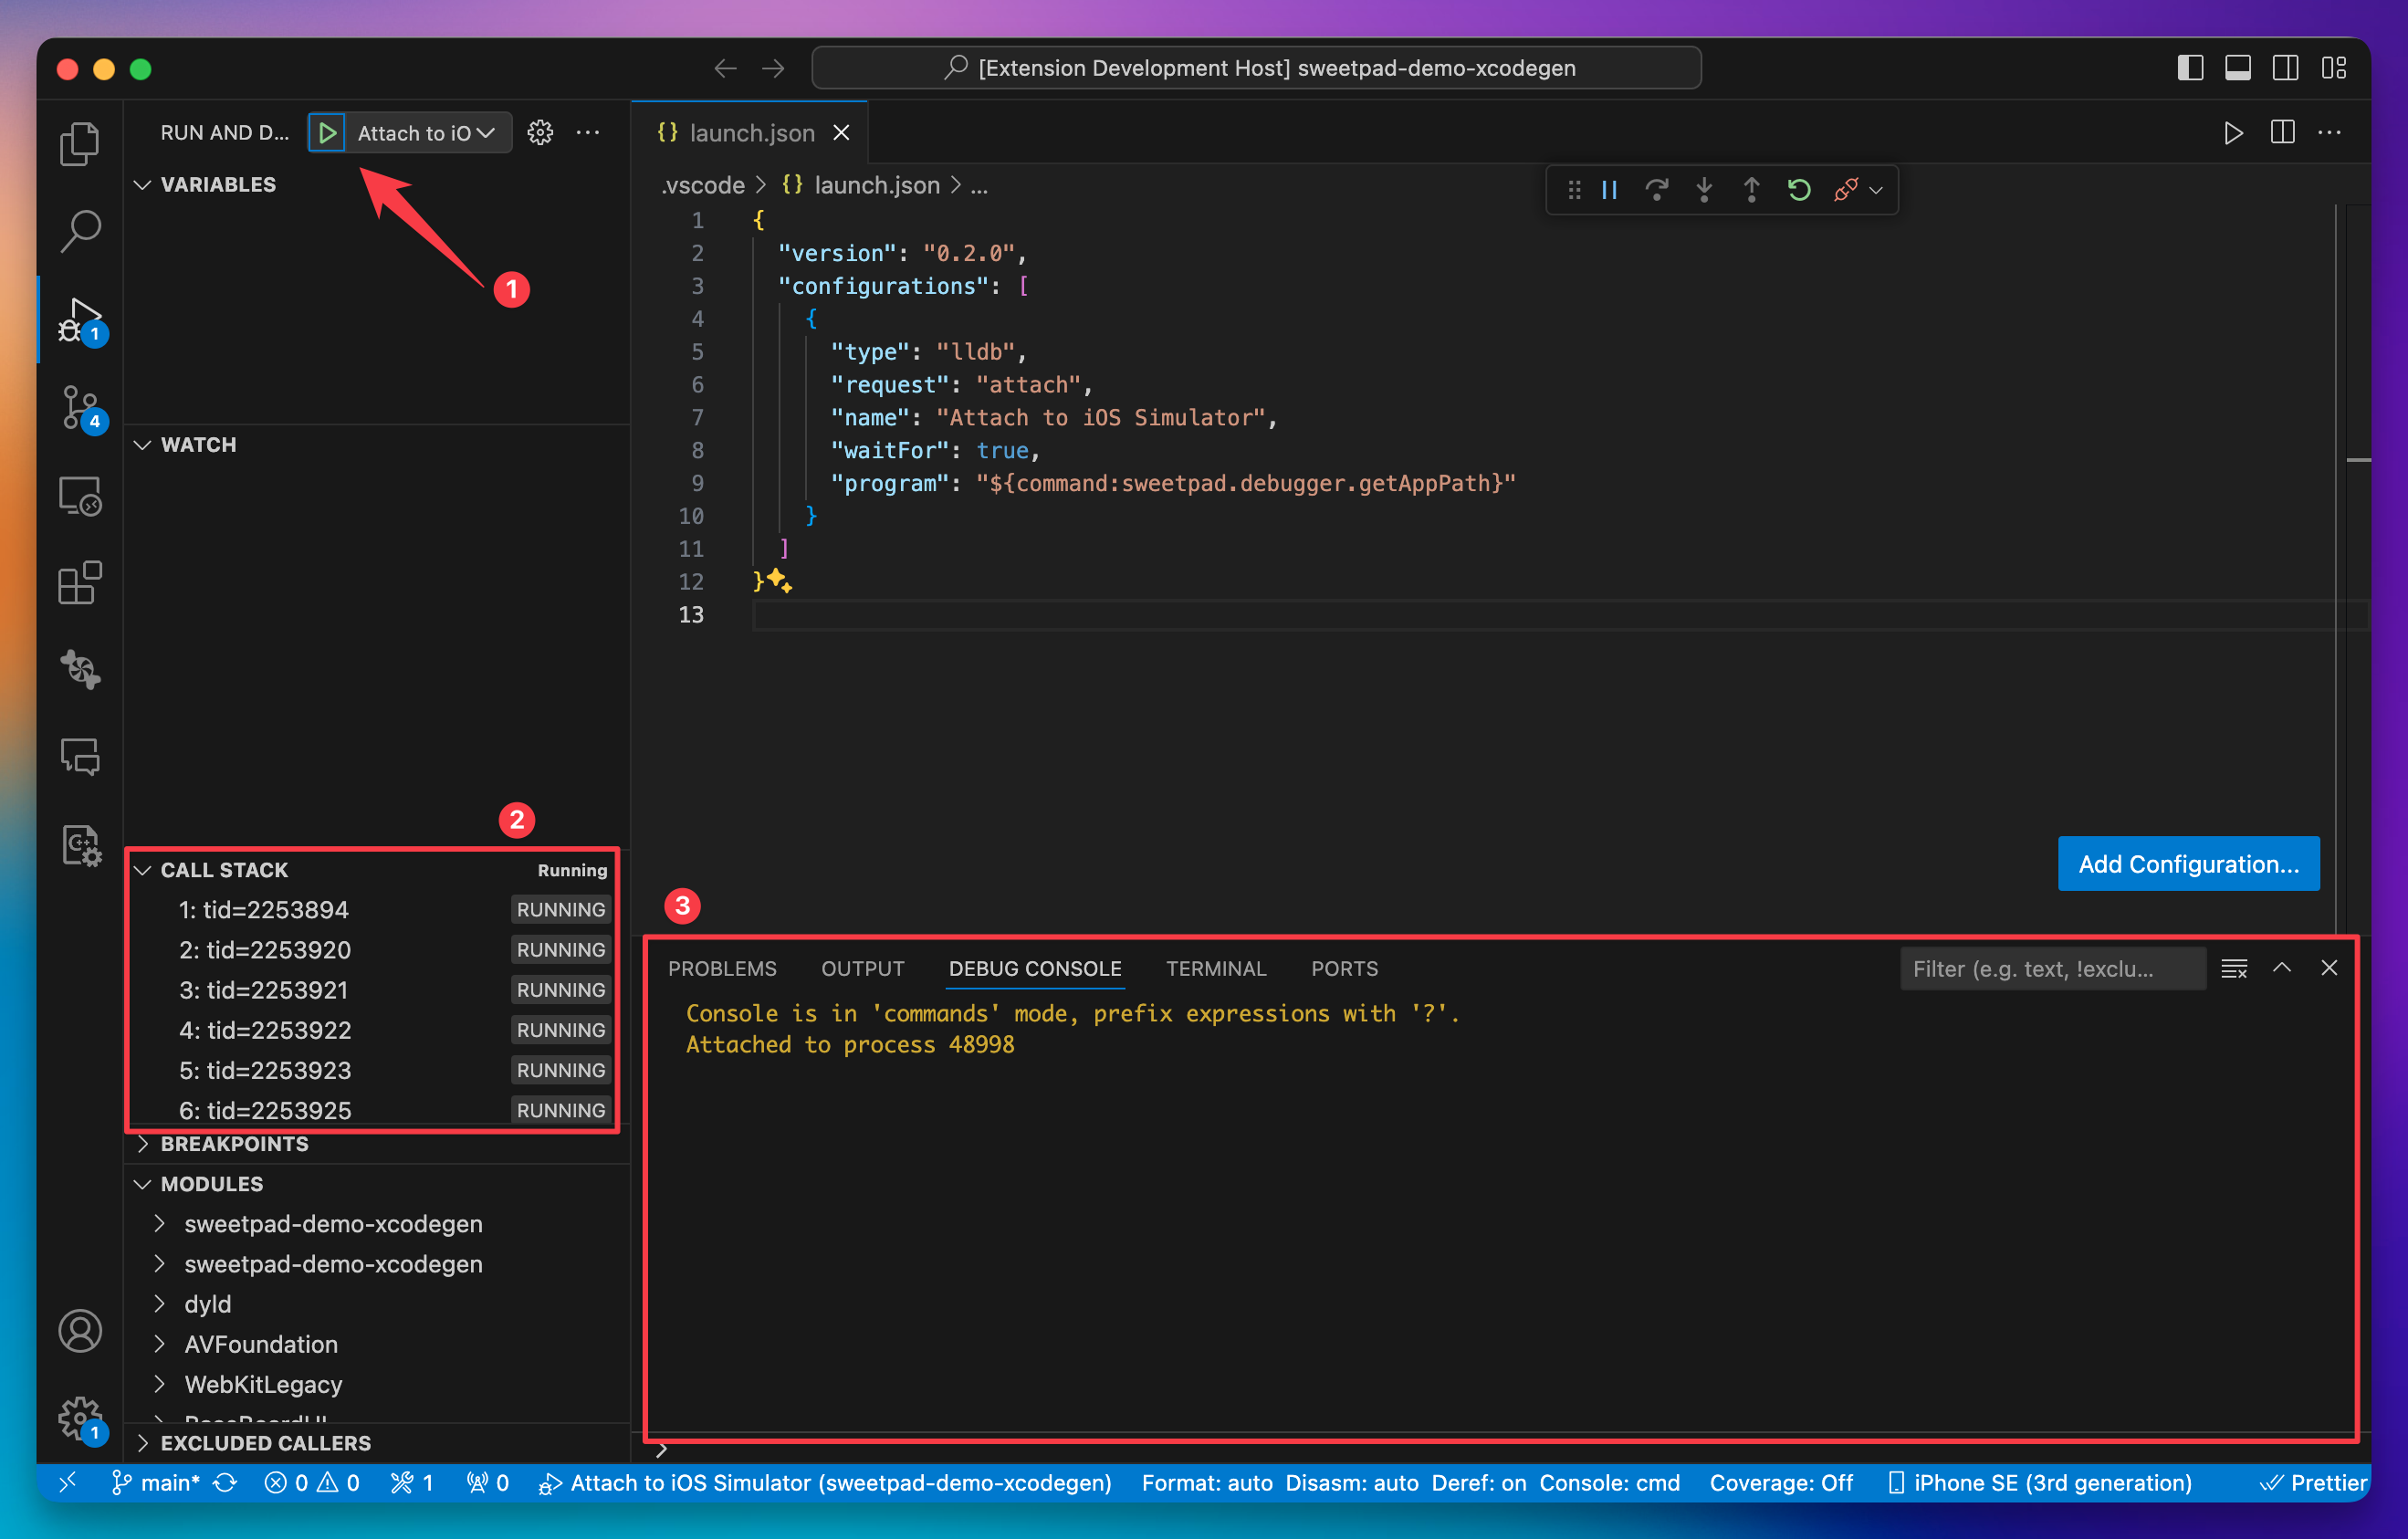 [Extension Development Host] sweetpad-demo-xcodegen
RUN AND D...
Attach to iO
1
VARIABLES
1
4
WATCH
2
CALL STACK
Running
1: tid=2253894 RUNNING
2: tid=2253920 RUNNING
3: tid=2253921 RUNNING
4: tid=2253922 RUNNING
5: tid=2253923 RUNNING
6: tid=2253925 RUNNING
BREAKPOINTS
MODULES
sweetpad-demo-xcodegen
sweetpad-demo-xcodegen
dyld
AVFoundation
WebKitLegacy
EXCLUDED CALLERS
1
{} launch.json
.vscode > {} launch.json > ...
1 {
2 "version": "0.2.0",
3 "configurations": [
4 {
5 "type": "lldb",
6 "request": "attach",
7 "name": "Attach to iOS Simulator",
8 "waitFor": true,
9 "program": "${command:sweetpad.debugger.getAppPath}"
10 }
11 ]
12 }
13
Add Configuration...
3
PROBLEMS OUTPUT DEBUG CONSOLE TERMINAL PORTS
Filter (e.g. text, !exclu...
Console is in 'commands' mode, prefix expressions with '?'.
Attached to process 48998
>
main* 0 0 1 0 Attach to iOS Simulator (sweetpad-demo-xcodegen) Format: auto Disasm: auto Deref: on Console: cmd Coverage: Off iPhone SE (3rd generation) Prettier